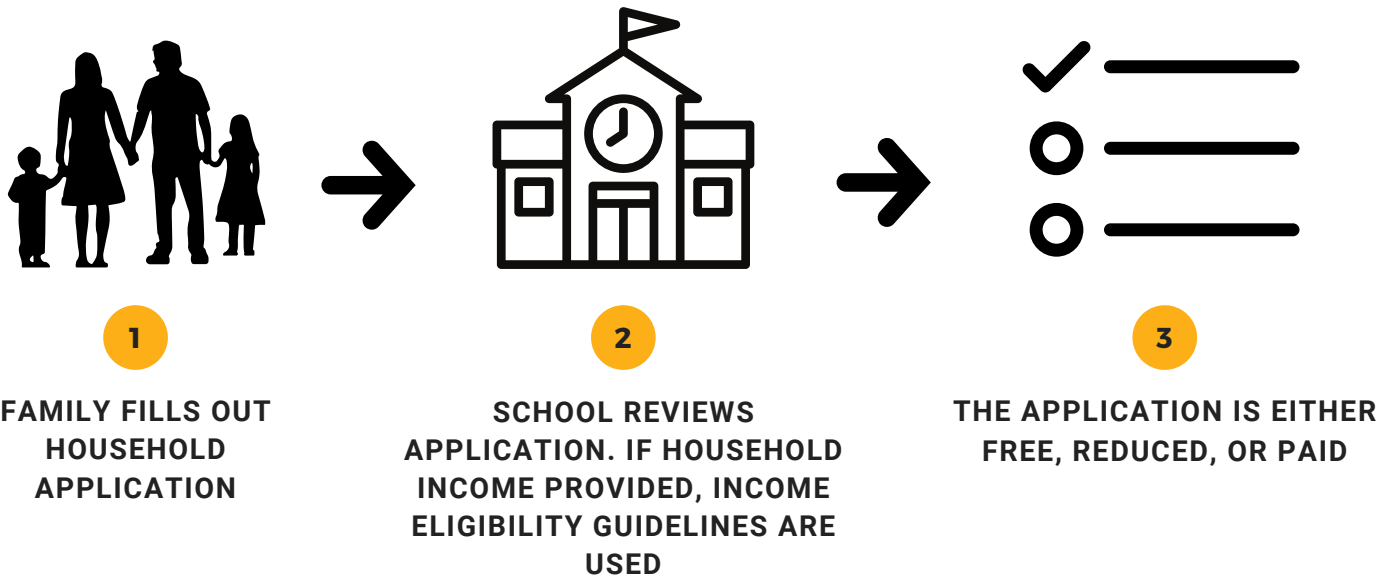 1
FAMILY FILLS OUT
HOUSEHOLD
APPLICATION
2
SCHOOL REVIEWS
APPLICATION. IF HOUSEHOLD
INCOME PROVIDED, INCOME
ELIGIBILITY GUIDELINES ARE
USED
3
THE APPLICATION IS EITHER
FREE, REDUCED, OR PAID